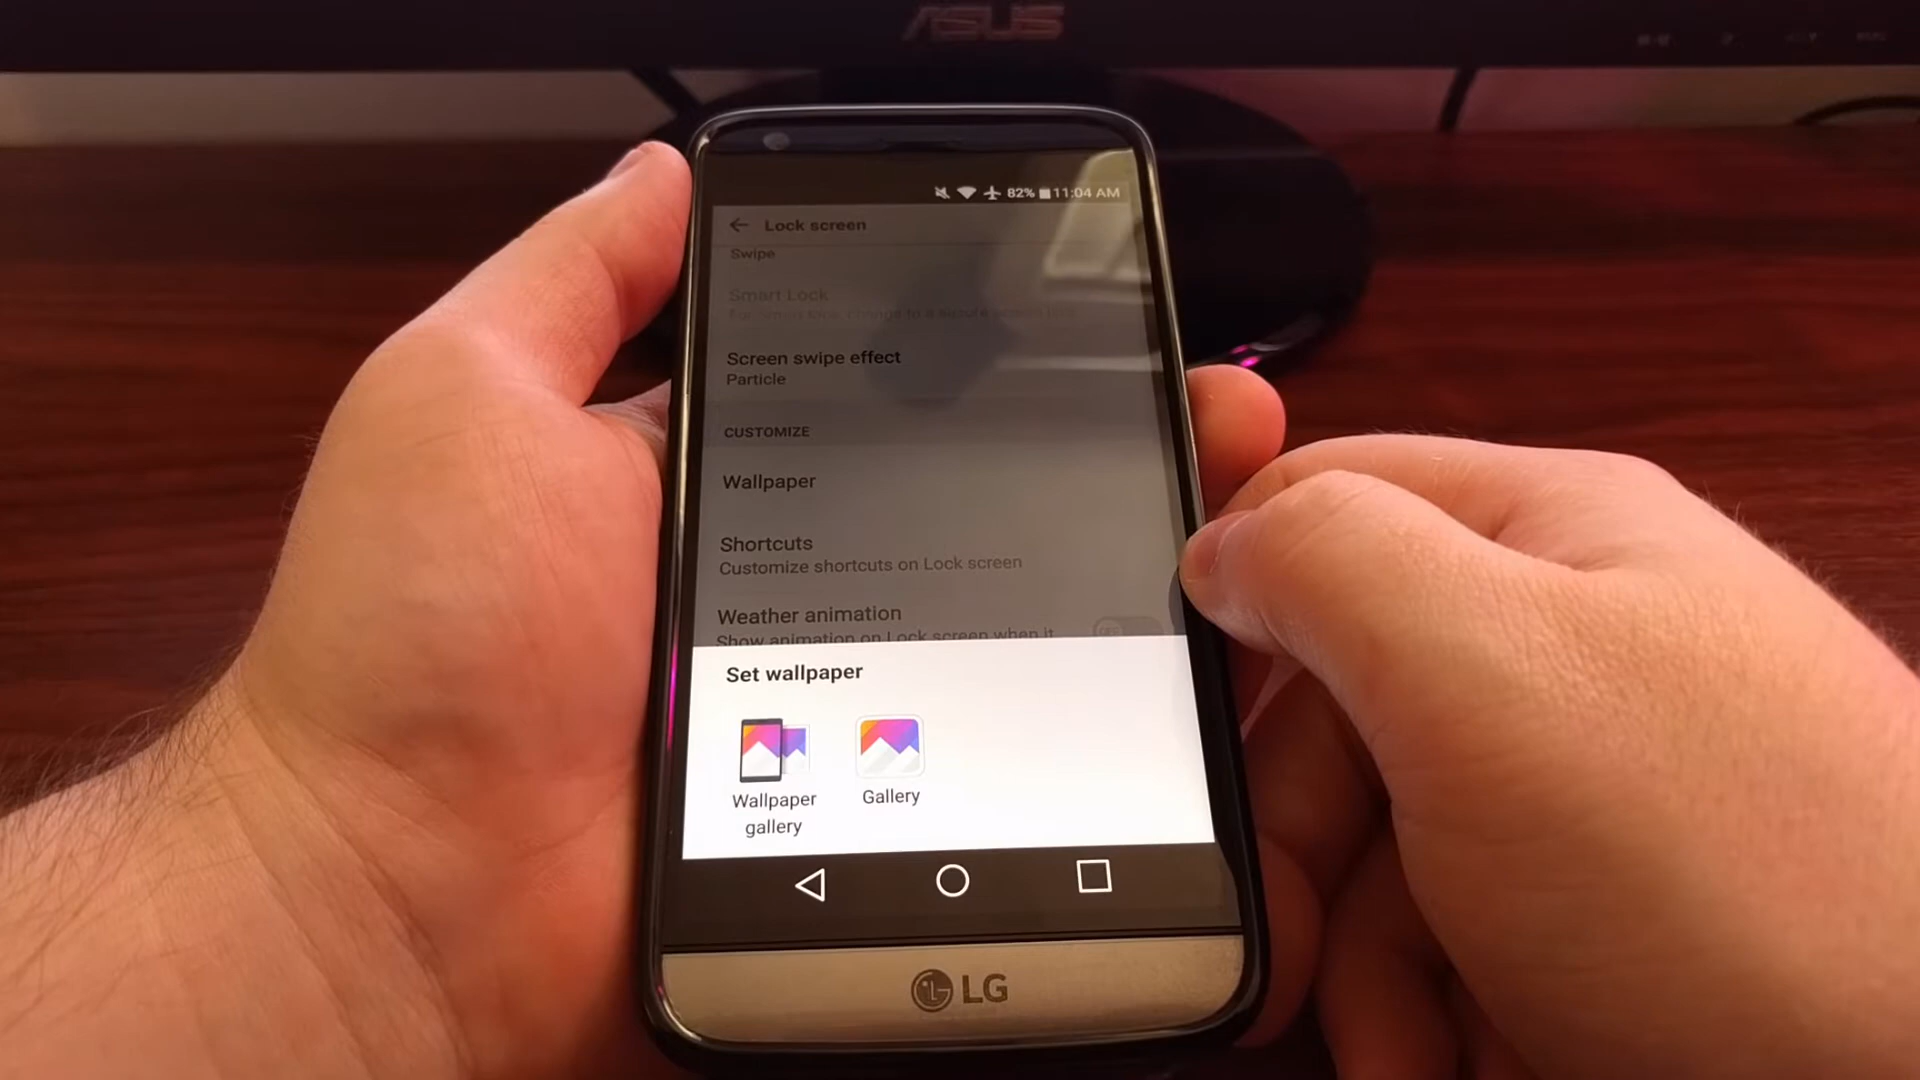 ASUS
82% 11:04 AM
Lock screen
Swipe
Smart Lock
Screen swipe effect
Particle
CUSTOMIZE
Wallpaper
Shortcuts
Customize shortcuts on Lock screen
Weather animation
Show animation on Lock screen when it
Set wallpaper
Wallpaper
gallery
Gallery
LG